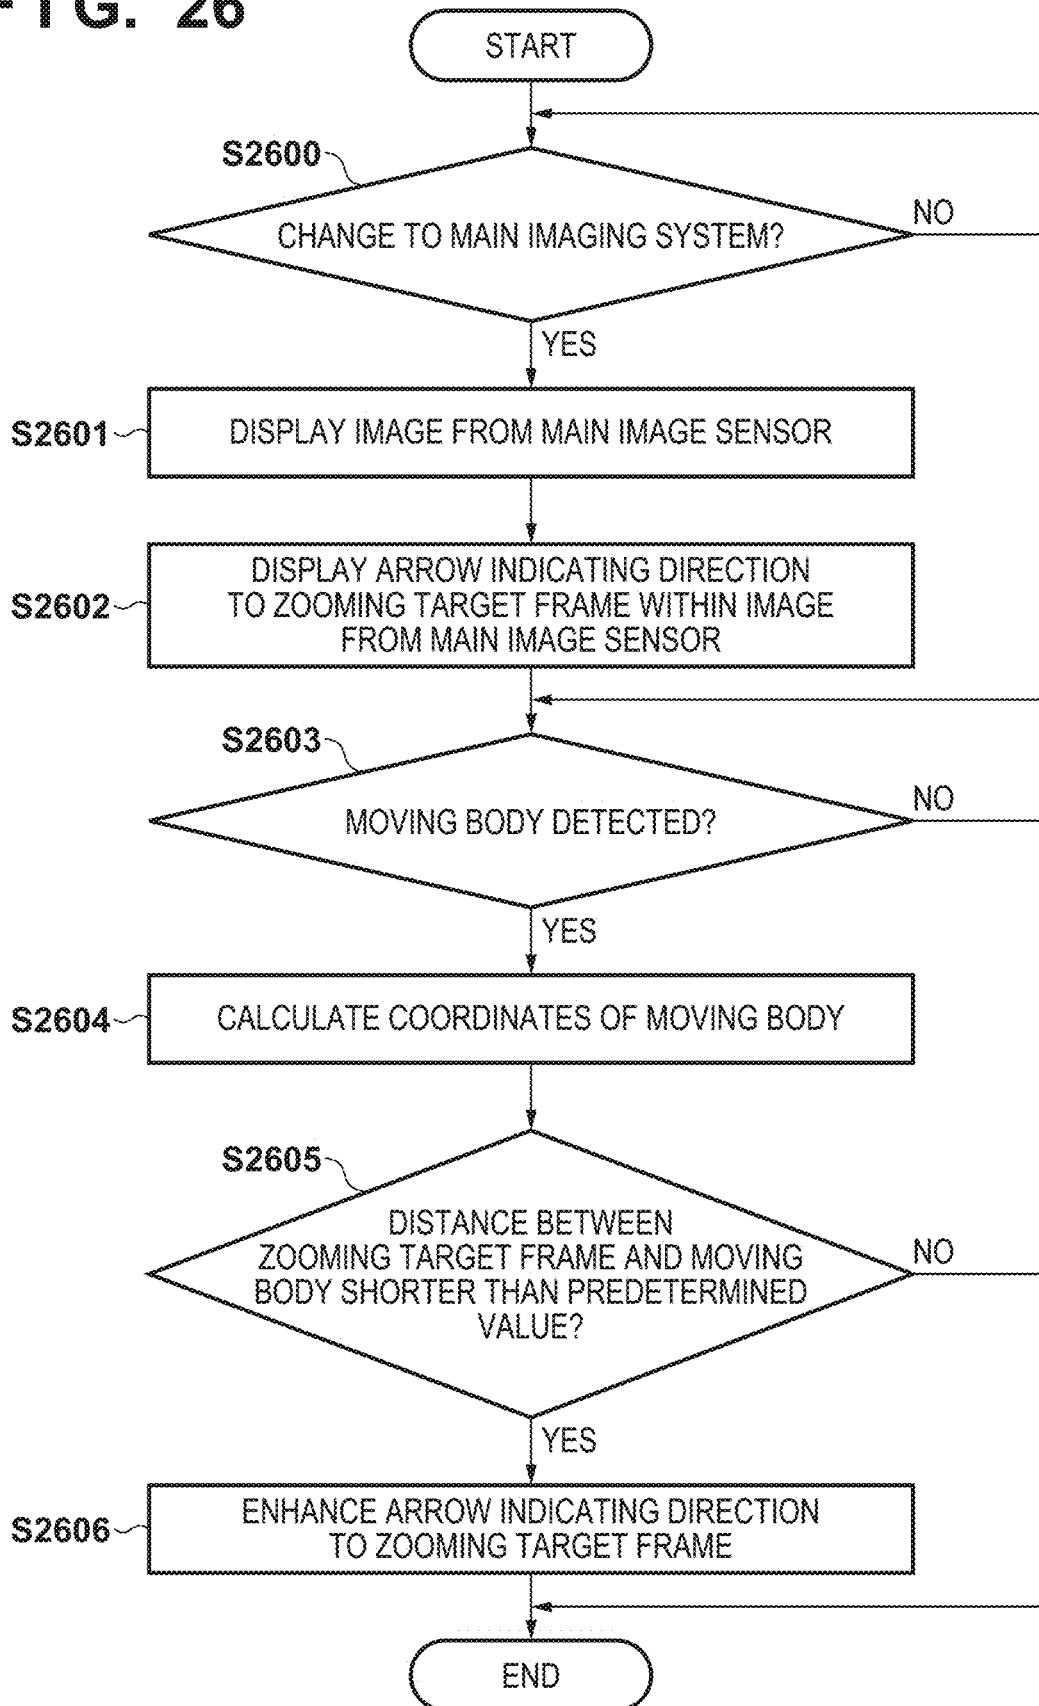 FIG. 26
START
S2600
CHANGE TO MAIN IMAGING SYSTEM?
NO
YES
S2601
DISPLAY IMAGE FROM MAIN IMAGE SENSOR
S2602
DISPLAY ARROW INDICATING DIRECTION
TO ZOOMING TARGET FRAME WITHIN IMAGE
FROM MAIN IMAGE SENSOR
S2603
MOVING BODY DETECTED?
NO
YES
S2604
CALCULATE COORDINATES OF MOVING BODY
S2605
DISTANCE BETWEEN
ZOOMING TARGET FRAME AND MOVING
BODY SHORTER THAN PREDETERMINED
VALUE?
NO
YES
S2606
ENHANCE ARROW INDICATING DIRECTION
TO ZOOMING TARGET FRAME
END